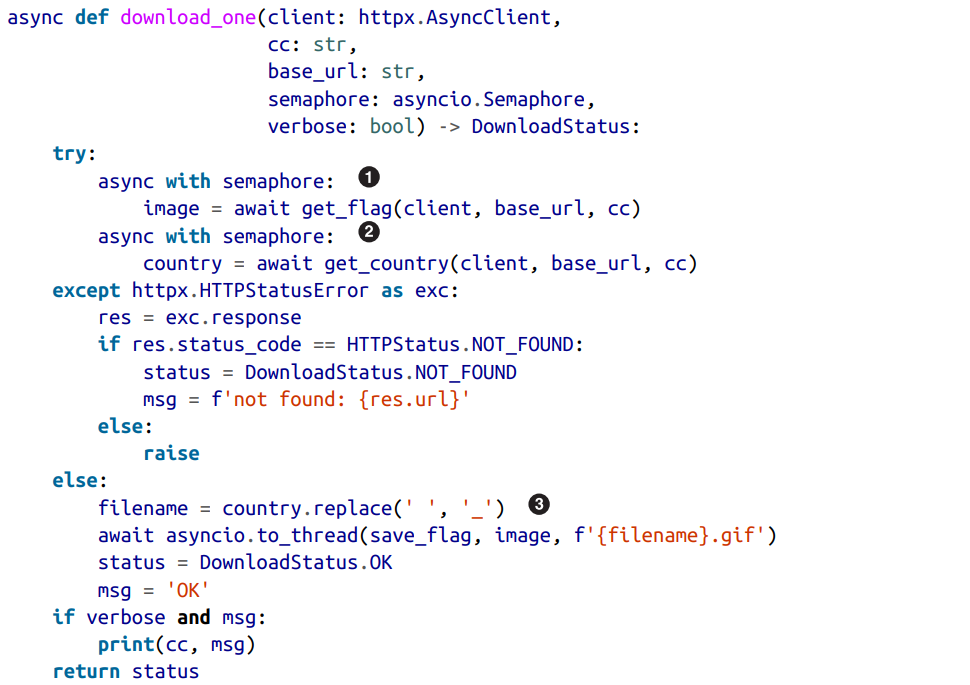 async def download_one(client: httpx.AsyncClient,
                       cc: str,
                       base_url: str,
                       semaphore: asyncio.Semaphore,
                       verbose: bool) -> DownloadStatus:
    try:
        async with semaphore:  ❶
            image = await get_flag(client, base_url, cc)
        async with semaphore:  ❷
            country = await get_country(client, base_url, cc)
    except httpx.HTTPStatusError as exc:
        res = exc.response
        if res.status_code == HTTPStatus.NOT_FOUND:
            status = DownloadStatus.NOT_FOUND
            msg = f'not found: {res.url}'
        else:
            raise
    else:
        filename = country.replace(' ', '_')  ❸
        await asyncio.to_thread(save_flag, image, f'{filename}.gif')
        status = DownloadStatus.OK
        msg = 'OK'
    if verbose and msg:
        print(cc, msg)
    return status